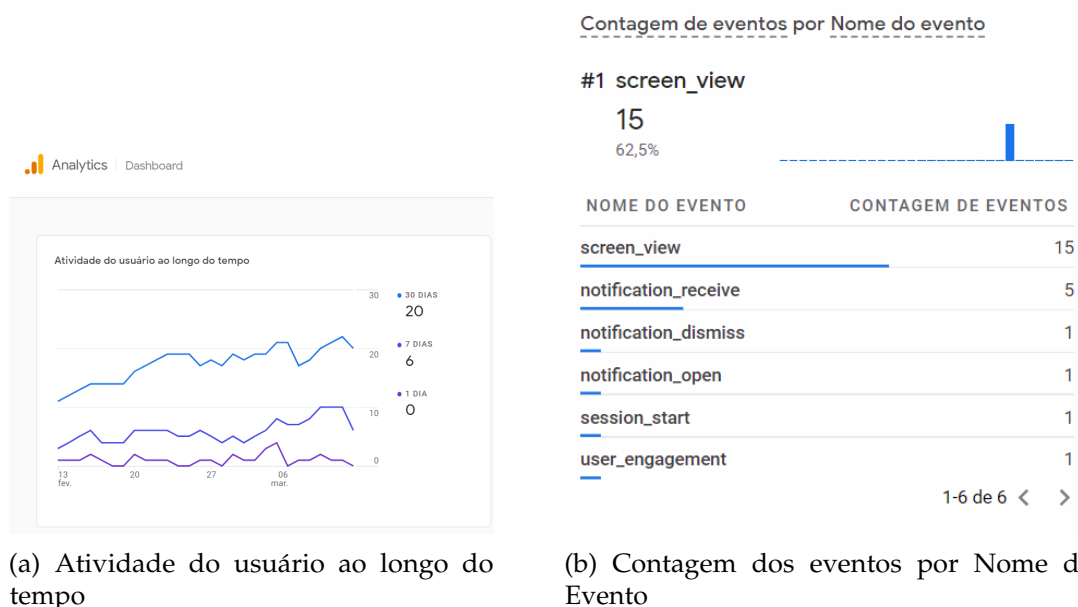 Analytics Dashboard
Atividade do usuário ao longo do tempo
30
20
10
0
13
fev.
20
27
06
mar.
30 DIAS
20
7 DIAS
6
1 DIA
0
(a) Atividade do usuário ao longo do
tempo
Contagem de eventos por Nome do evento
#1 screen_view
15
62,5%
NOME DO EVENTO CONTAGEM DE EVENTOS
screen_view 15
notification_receive 5
notification_dismiss 1
notification_open 1
session_start 1
user_engagement 1
1-6 de 6
(b) Contagem dos eventos por Nome d
Evento